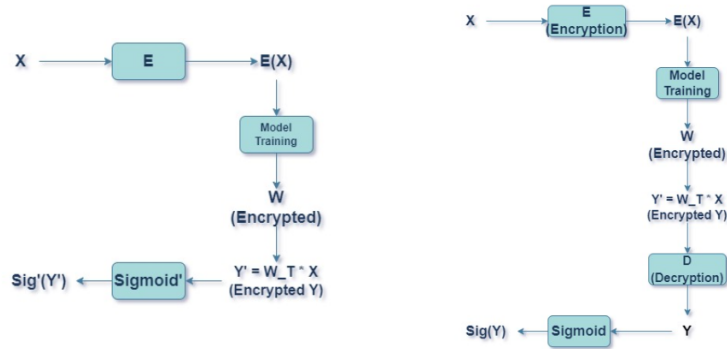 X
E
E(X)
Model
Training
W
(Encrypted)
Y' = W_T * X
(Encrypted Y)
Sigmoid'
Sig'(Y')
X
E
(Encryption)
E(X)
Model
Training
W
(Encrypted)
Y' = W_T * X
(Encrypted Y)
D
(Decryption)
Y
Sigmoid
Sig(Y)